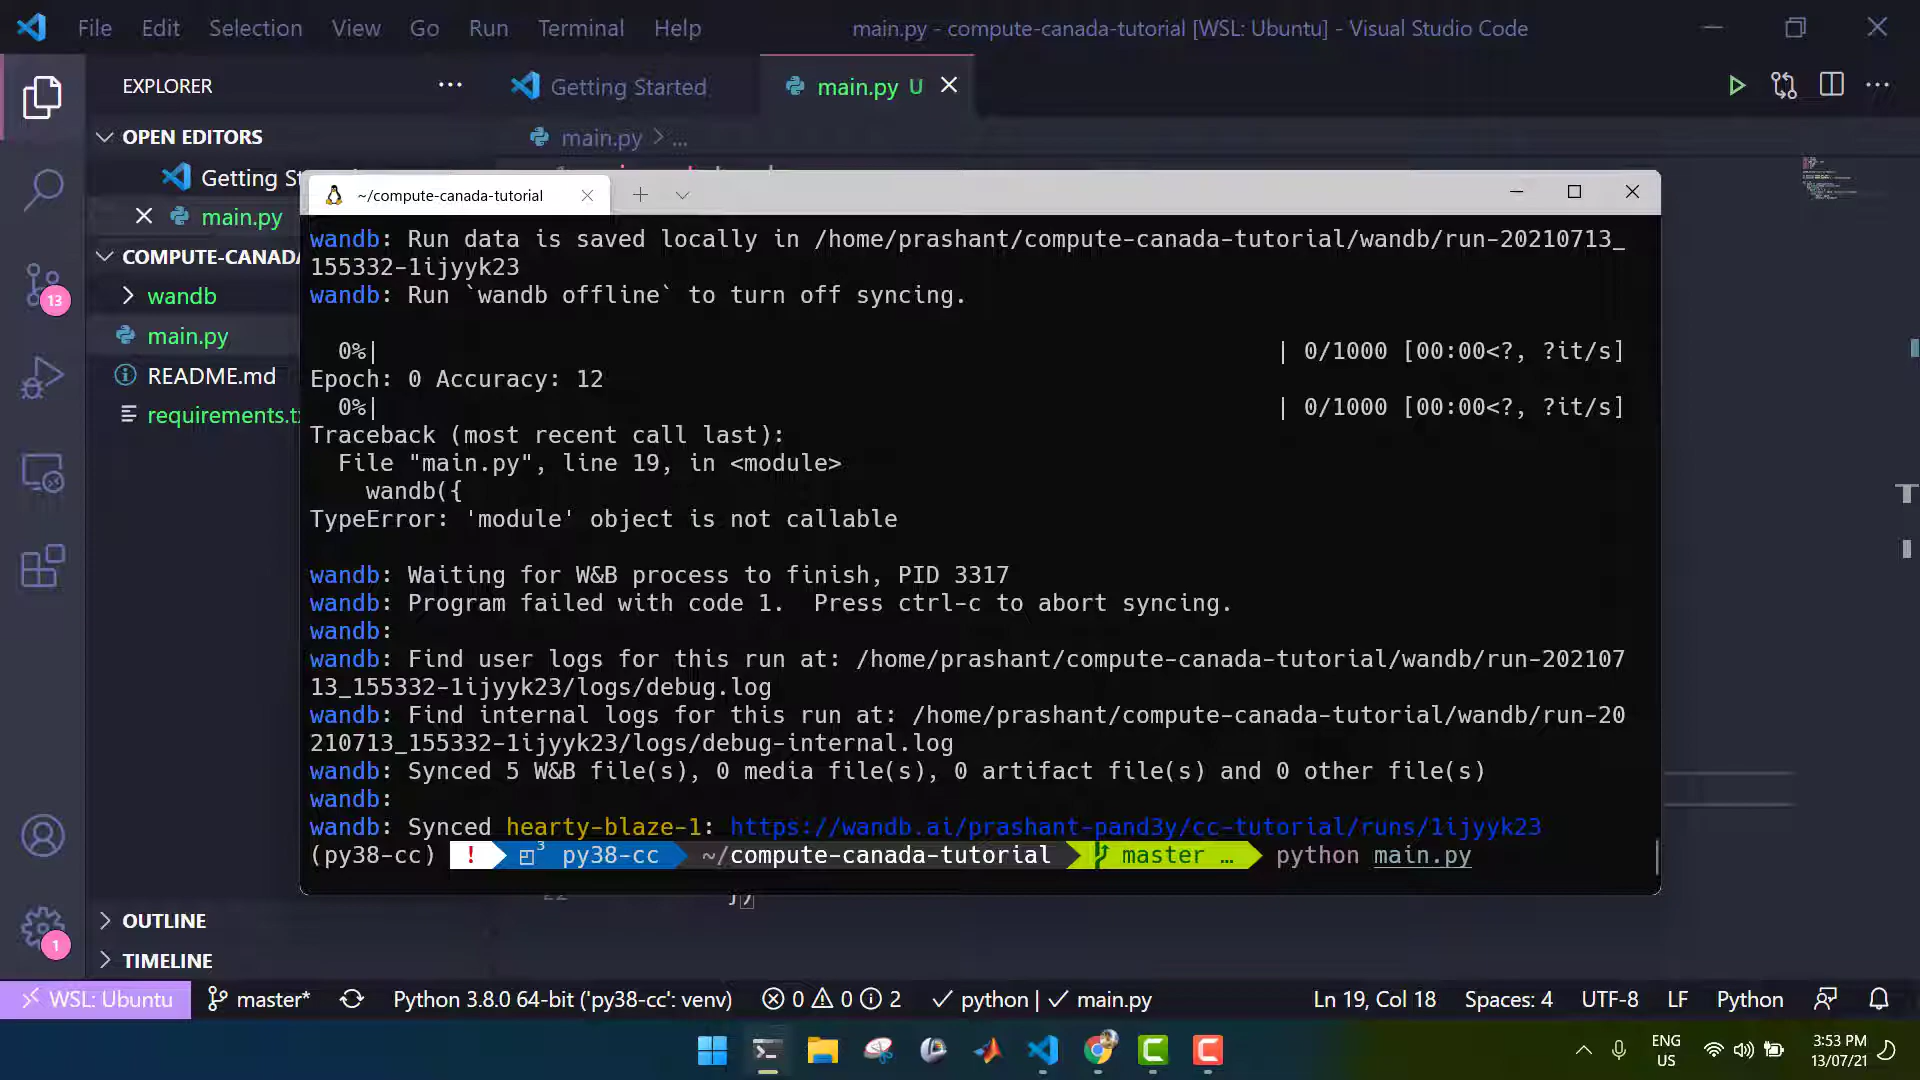 File Edit Selection View Go Run Terminal Help
main.py - compute-canada-tutorial [WSL: Ubuntu] - Visual Studio Code
EXPLORER
Getting Started
main.py U
OPEN EDITORS
main.py > ...
Getting St
main.py
COMPUTE-CANADA
wandb
main.py
README.md
requirements.t
13
~/compute-canada-tutorial
wandb: Run data is saved locally in /home/prashant/compute-canada-tutorial/wandb/run-20210713_
155332-1ijyyk23
wandb: Run `wandb offline` to turn off syncing.
0%| | 0/1000 [00:00<?, ?it/s]
Epoch: 0 Accuracy: 12
0%| | 0/1000 [00:00<?, ?it/s]
Traceback (most recent call last):
File "main.py", line 19, in <module>
wandb({
TypeError: 'module' object is not callable
wandb: Waiting for W&B process to finish, PID 3317
wandb: Program failed with code 1. Press ctrl-c to abort syncing.
wandb:
wandb: Find user logs for this run at: /home/prashant/compute-canada-tutorial/wandb/run-202107
13_155332-1ijyyk23/logs/debug.log
wandb: Find internal logs for this run at: /home/prashant/compute-canada-tutorial/wandb/run-20
210713_155332-1ijyyk23/logs/debug-internal.log
wandb: Synced 5 W&B file(s), 0 media file(s), 0 artifact file(s) and 0 other file(s)
wandb:
wandb: Synced hearty-blaze-1: https://wandb.ai/prashant-pand3y/cc-tutorial/runs/1ijyyk23
(py38-cc) ! 3 py38-cc ~/compute-canada-tutorial master … python main.py
OUTLINE
1
TIMELINE
WSL: Ubuntu master* Python 3.8.0 64-bit ('py38-cc': venv) 0 0 2 python | main.py Ln 19, Col 18 Spaces: 4 UTF-8 LF Python
ENG
US
3:53 PM
13/07/21